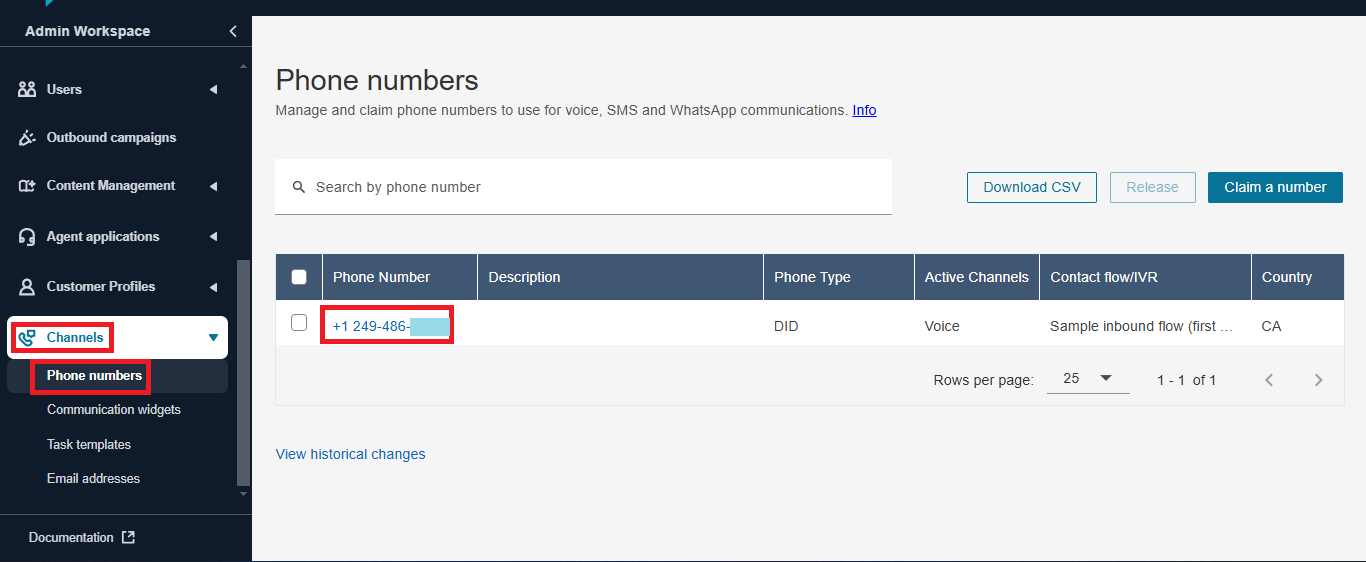 Admin Workspace
Users
Outbound campaigns
Content Management
Agent applications
Customer Profiles
Channels
Phone numbers
Communication widgets
Task templates
Email addresses
Documentation
Phone numbers
Manage and claim phone numbers to use for voice, SMS and WhatsApp communications. Info
Search by phone number
Download CSV Release Claim a number
Phone Number Description Phone Type Active Channels Contact flow/IVR Country
+1 249-486- DID Voice Sample inbound flow (first ... CA
Rows per page: 25 1 - 1 of 1
View historical changes